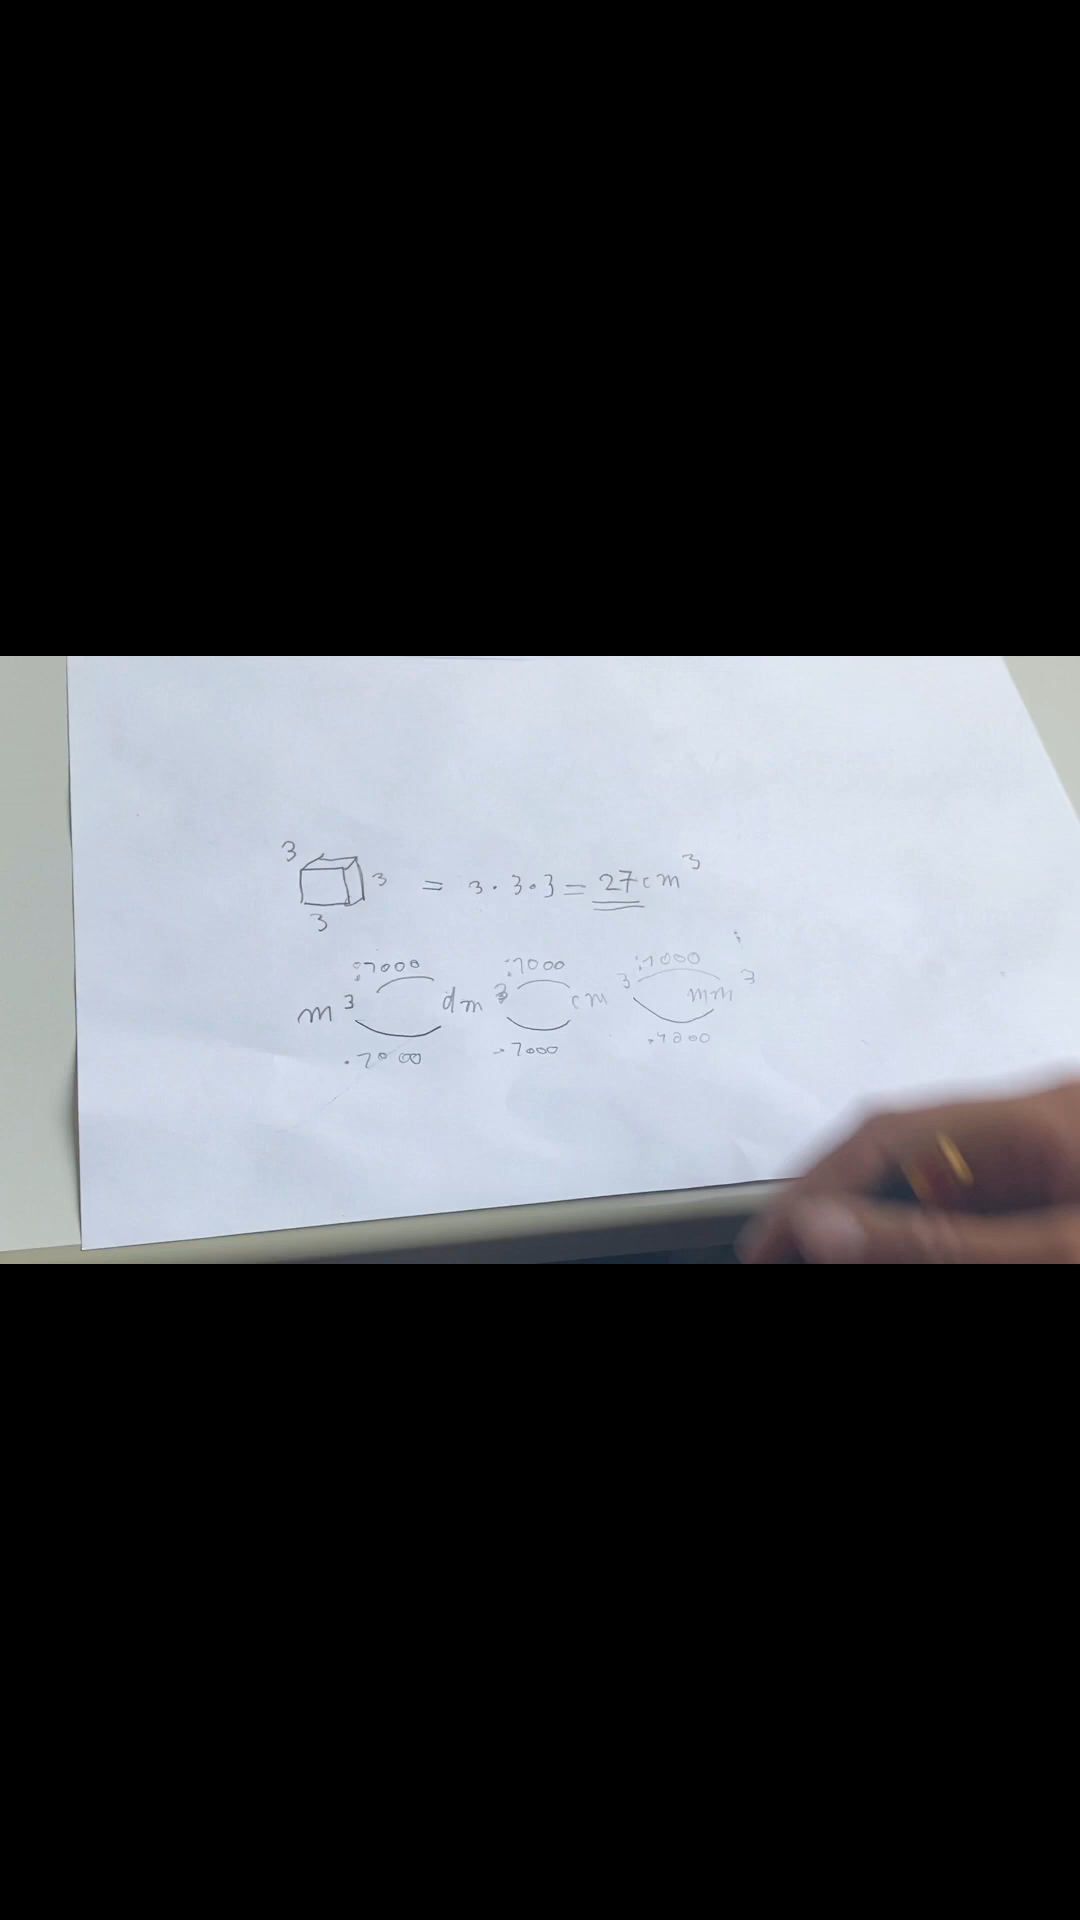 3
3 = 3 · 3 · 3 = 27 cm³
3
:1000 :1000 :1000
m³ dm³ cm³ mm³
·1000 ·1000 ·1000